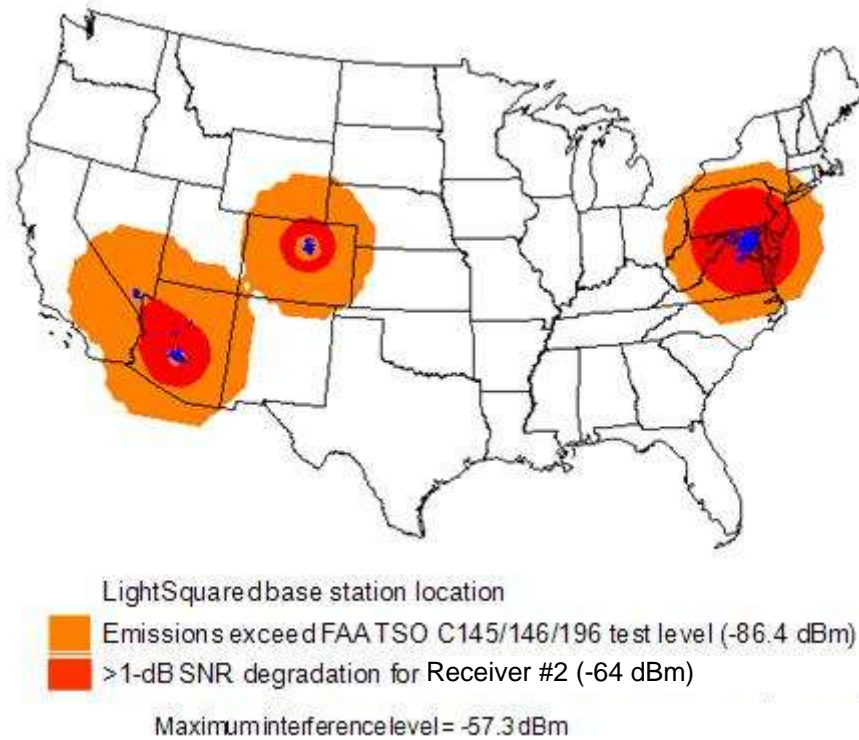 LightSquared base station location
Emissions exceed FAA TSO C145/146/196 test level (-86.4 dBm)
>1-dB SNR degradation for Receiver #2 (-64 dBm)
Maximum interference level = -57.3 dBm